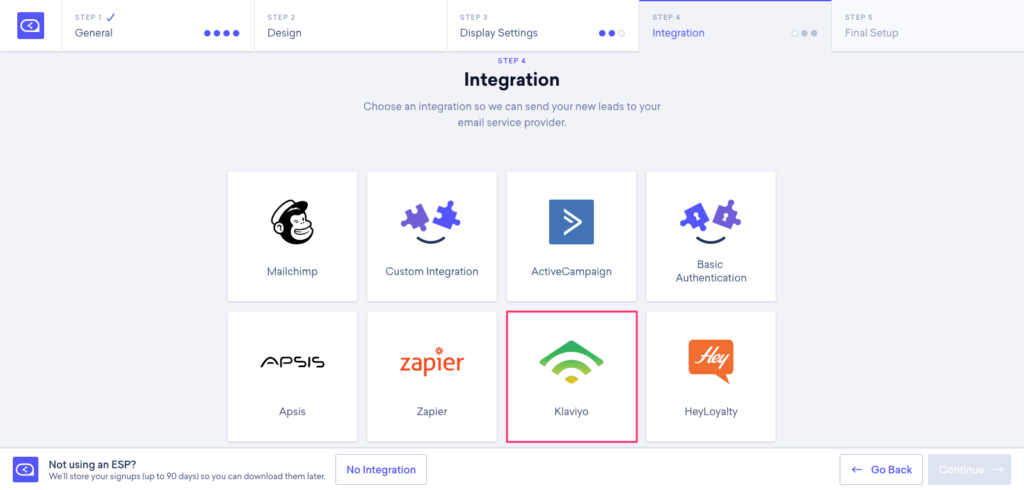 STEP 1
General
STEP 2
Design
STEP 3
Display Settings
STEP 4
Integration
STEP 5
Final Setup
STEP 4
Integration
Choose an integration so we can send your new leads to your
email service provider.
Mailchimp
Custom Integration
ActiveCampaign
Basic
Authentication
APSIS
Apsis
zapier
Zapier
Klaviyo
Hey
HeyLoyalty
Not using an ESP?
We'll store your signups (up to 90 days) so you can download them later.
No Integration
← Go Back
Continue →